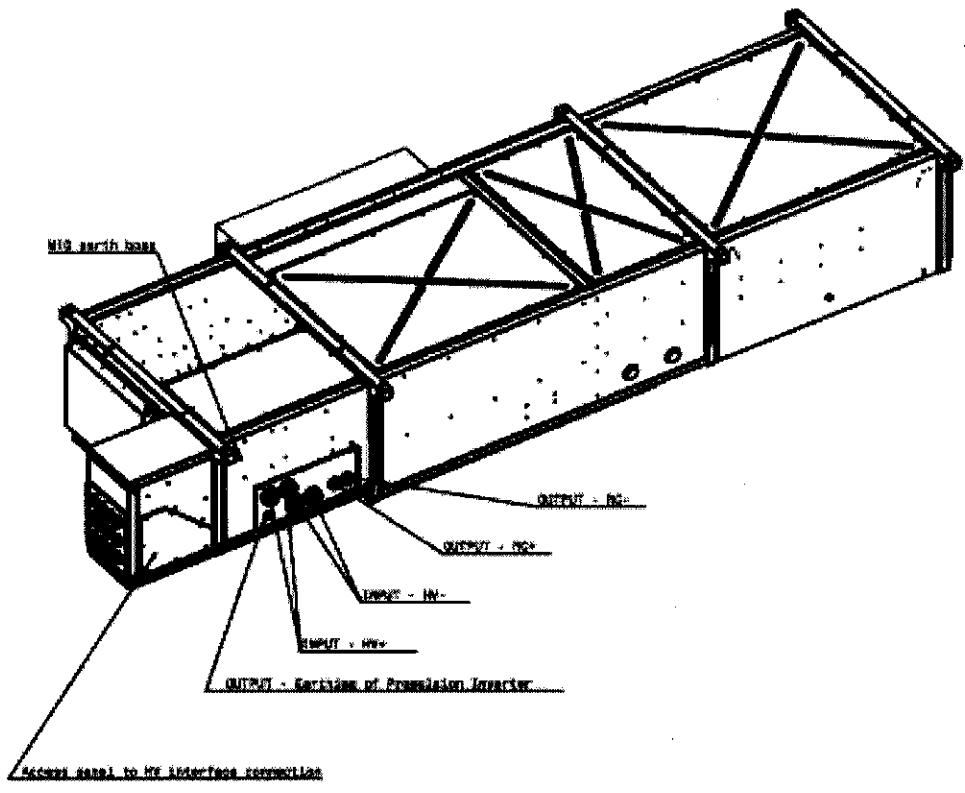 earth boss
OUTPUT -
OUTPUT -
INPUT - HV-
INPUT - HV+
OUTPUT - Earthing of Propulsion Inverter
Access panel to HV interface connection